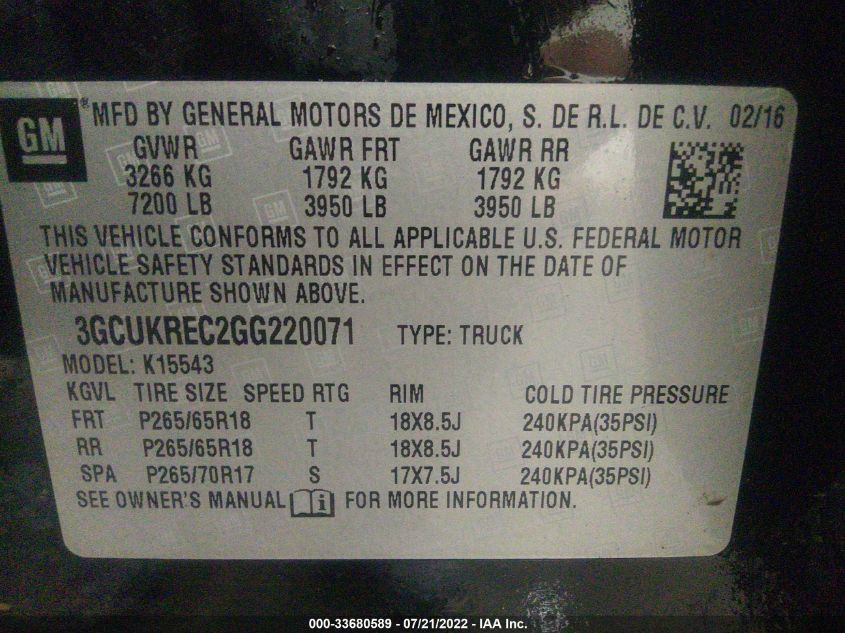 GM ® MFD BY GENERAL MOTORS DE MEXICO, S. DE R.L. DE C.V. 02/16
GVWR GAWR FRT GAWR RR
3266 KG 1792 KG 1792 KG
7200 LB 3950 LB 3950 LB
THIS VEHICLE CONFORMS TO ALL APPLICABLE U.S. FEDERAL MOTOR
VEHICLE SAFETY STANDARDS IN EFFECT ON THE DATE OF
MANUFACTURE SHOWN ABOVE.
3GCUKREC2GG220071 TYPE: TRUCK
MODEL: K15543
KGVL TIRE SIZE SPEED RTG RIM COLD TIRE PRESSURE
FRT P265/65R18 T 18X8.5J 240KPA(35PSI)
RR P265/65R18 T 18X8.5J 240KPA(35PSI)
SPA P265/70R17 S 17X7.5J 240KPA(35PSI)
SEE OWNER'S MANUAL i FOR MORE INFORMATION.
000-33680589 - 07/21/2022 - IAA Inc.